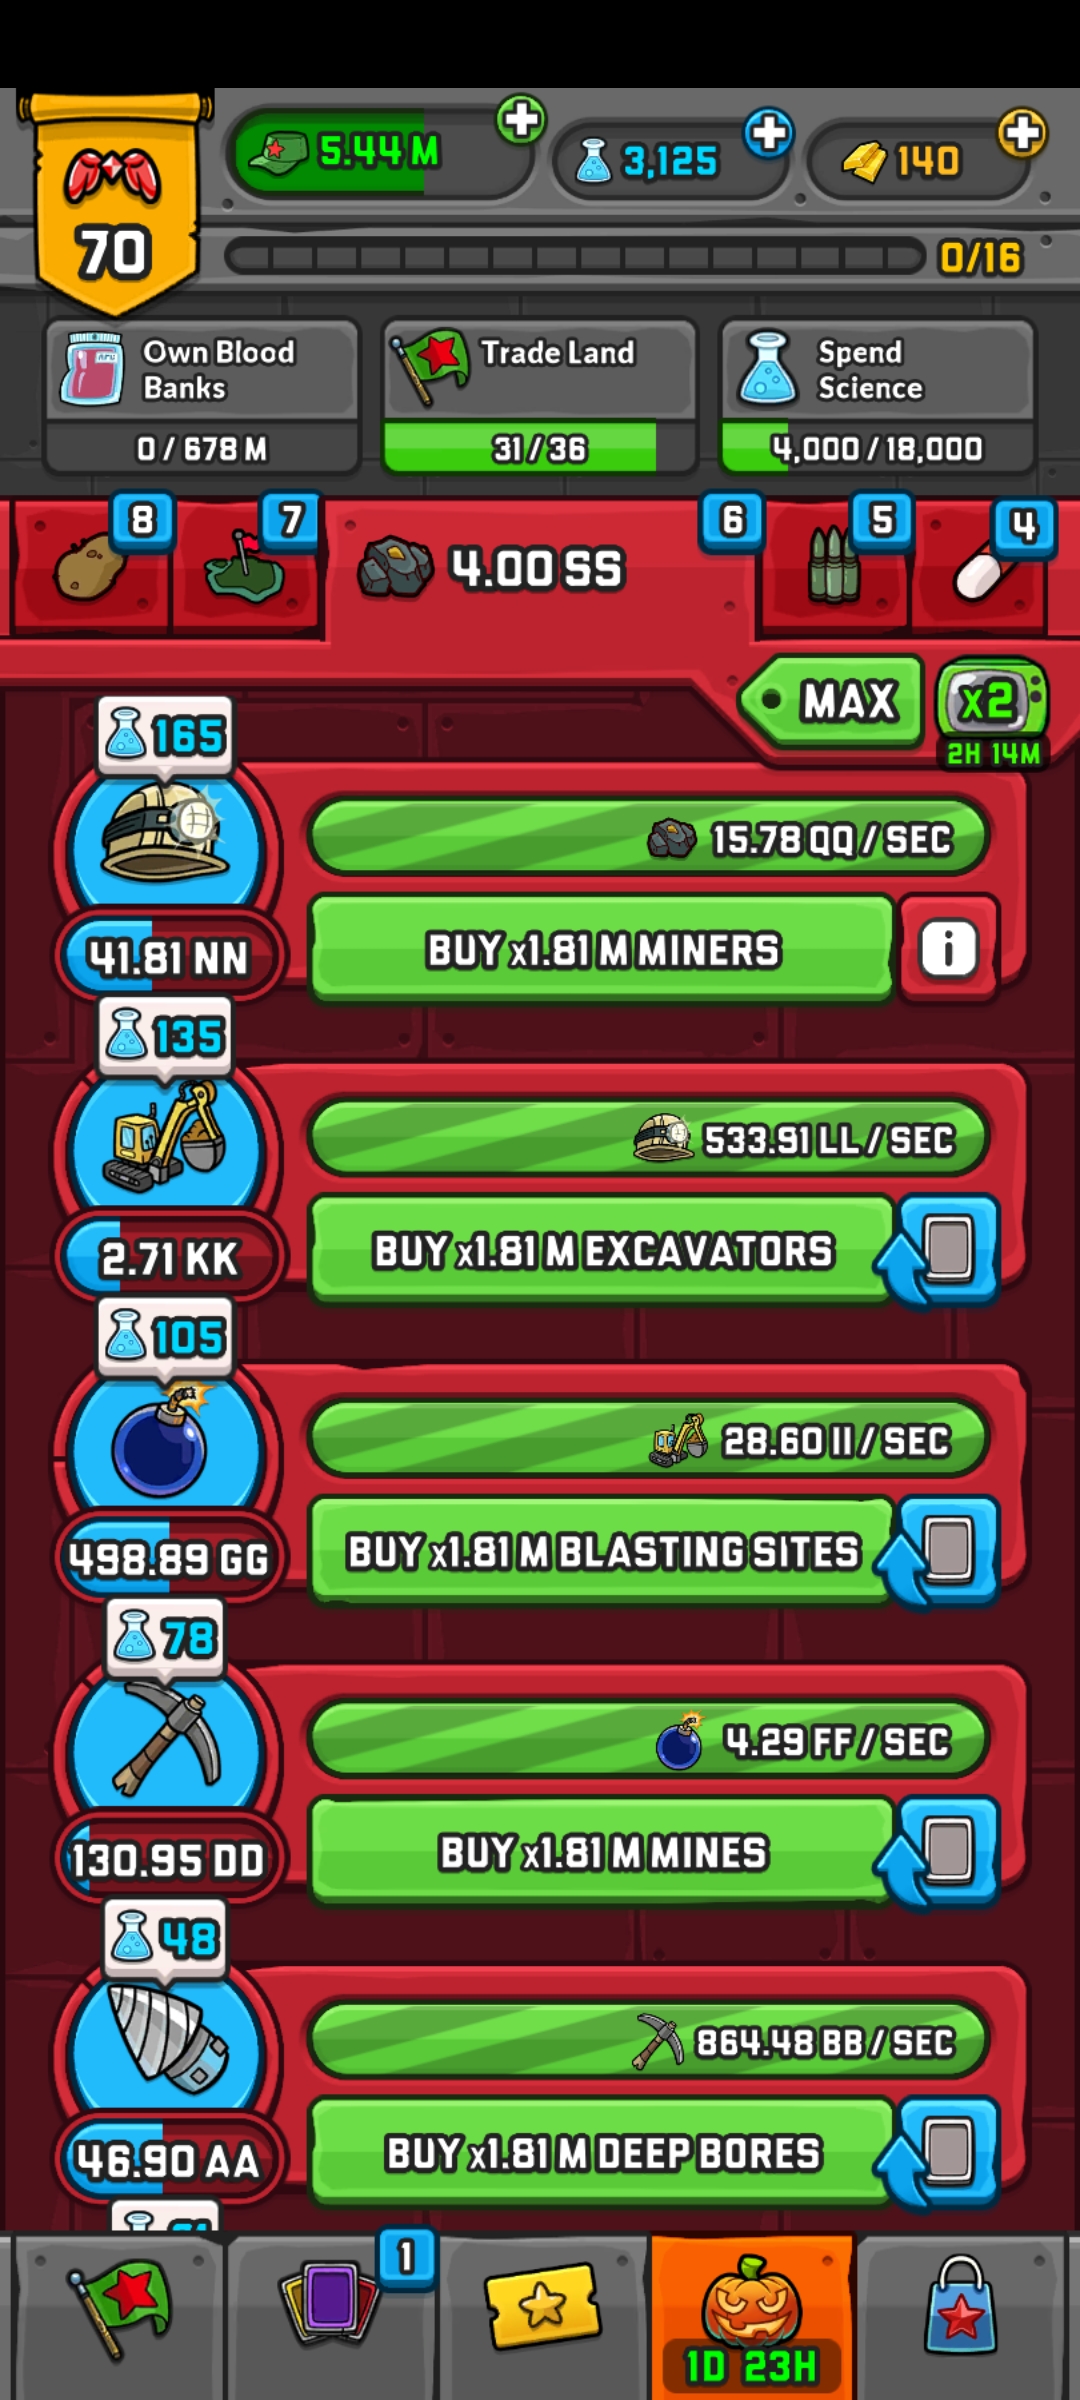 70
5.44 M
3,125
140
0/16
Own Blood
Banks
0 / 678 M
Trade Land
31 / 36
Spend
Science
4,000 / 18,000
8
7
4.00 SS
6
5
4
MAX
x2
2H 14M
165
15.78 QQ / SEC
41.81 NN
BUY x1.81 M MINERS
i
135
533.91 LL / SEC
2.71 KK
BUY x1.81 M EXCAVATORS
105
28.60 II / SEC
498.89 GG
BUY x1.81 M BLASTING SITES
78
4.29 FF / SEC
130.95 DD
BUY x1.81 M MINES
48
864.48 BB / SEC
46.90 AA
BUY x1.81 M DEEP BORES
1
1D 23H